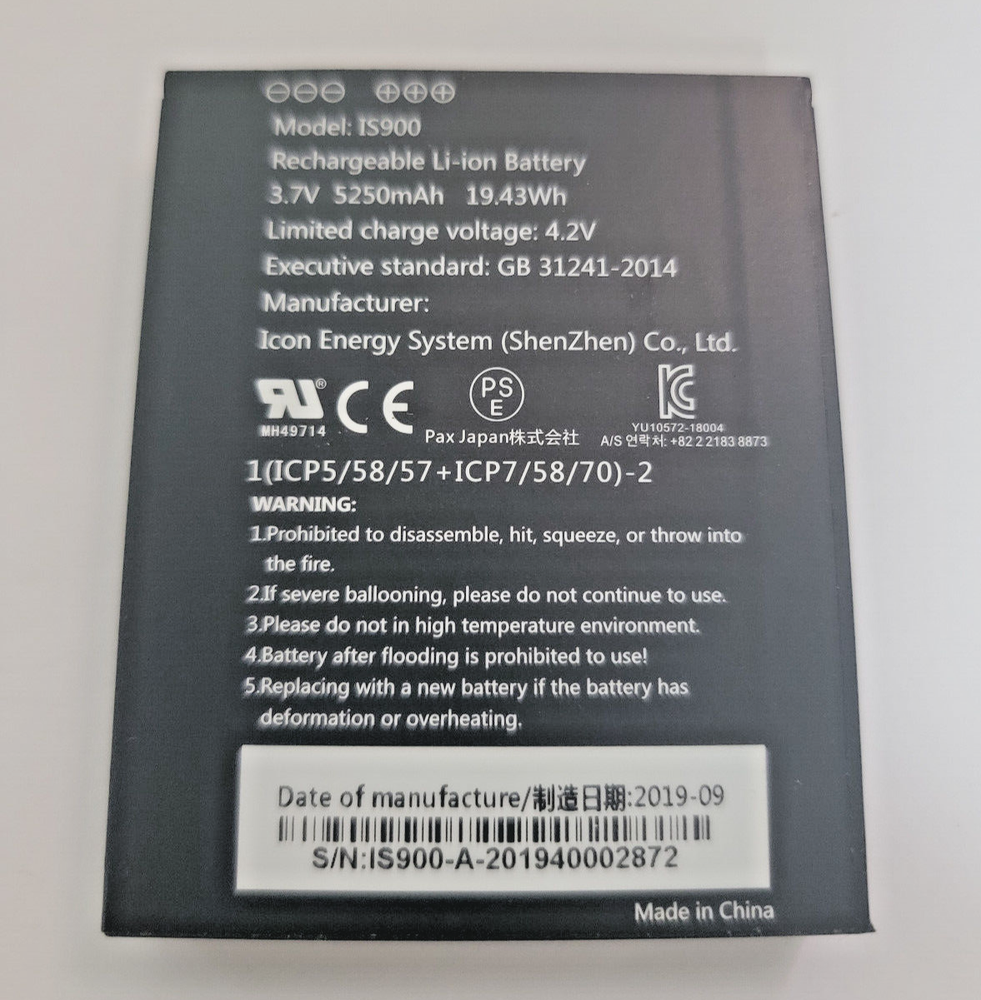 ⊖⊖⊖ ⊕⊕⊕
Model: IS900
Rechargeable Li-ion Battery
3.7V 5250mAh 19.43Wh
Limited charge voltage: 4.2V
Executive standard: GB 31241-2014
Manufacturer:
Icon Energy System (ShenZhen) Co., Ltd.
RU® CE PSE KC
MH49714 Pax Japan株式会社 YU10572-18004
A/S 연락처: +82 2 2183 8873
1(ICP5/58/57+ICP7/58/70)-2
WARNING:
1.Prohibited to disassemble, hit, squeeze, or throw into
the fire.
2.If severe ballooning, please do not continue to use.
3.Please do not in high temperature environment.
4.Battery after flooding is prohibited to use!
5.Replacing with a new battery if the battery has
deformation or overheating.
Date of manufacture/制造日期:2019-09
S/N:IS900-A-201940002872
Made in China